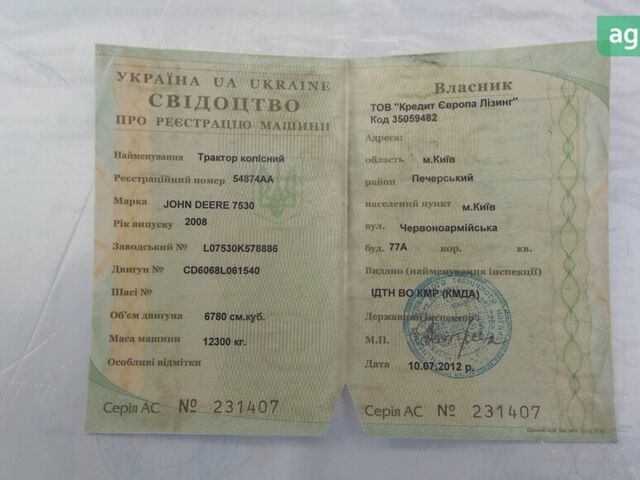 ag
УКРАЇНА UA UKRAINE
СВІДОЦТВО
ПРО РЕЄСТРАЦІЮ МАШИНИ
Найменування Трактор колісний
Реєстраційний номер 54874АА
Марка JOHN DEERE 7530
Рік випуску 2008
Заводський № L07530K578886
Двигун № CD6068L061540
Шасі №
Об'єм двигуна 6780 см.куб.
Маса машини 12300 кг.
Особливі відмітки
Серія АС № 231407
Власник
ТОВ "Кредит Європа Лізинг"
Код 35059482
Адреса:
область м.Київ
район Печерський
населений пункт м.Київ
вул. Червоноармійська
буд. 77А кор. кв.
Видано (найменування інспекції)
ІДТН ВО КМР (КМДА)
Державний інспектор
М.П.
Дата 10.07.2012 р.
Серія АС № 231407